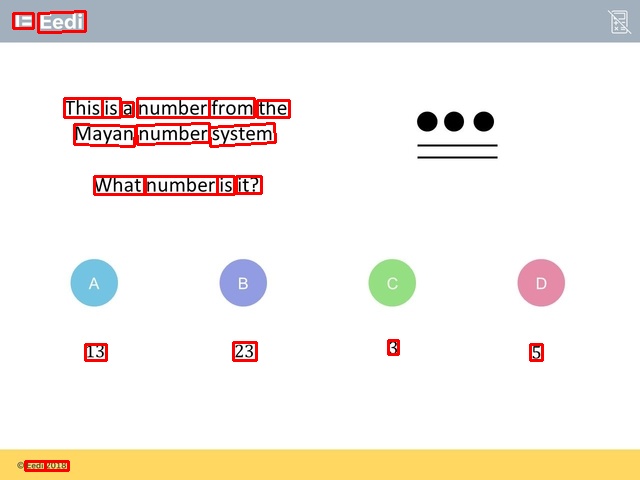 Eedi
This is a number from the
Mayan number system
What number is it?
A
B
C
D
13
23
3
5
© Eedi 2018